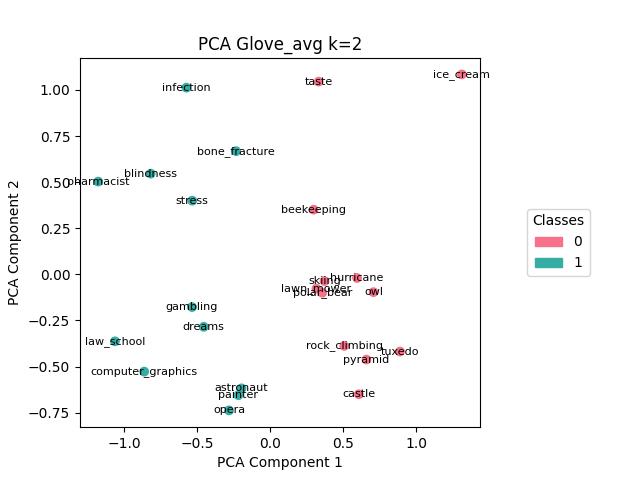 PCA Glove_avg k=2
PCA Component 2
1.00
0.75
0.50
0.25
0.00
−0.25
−0.50
−0.75
ice_cream
taste
infection
bone_fracture
blindness
pharmacist
stress
beekeeping
hurricane
skiing
lawn_mower
polar_bear
owl
gambling
dreams
law_school
rock_climbing
tuxedo
pyramid
computer_graphics
astronaut
painter
castle
opera
−1.0
−0.5
0.0
0.5
1.0
PCA Component 1
Classes
0
1